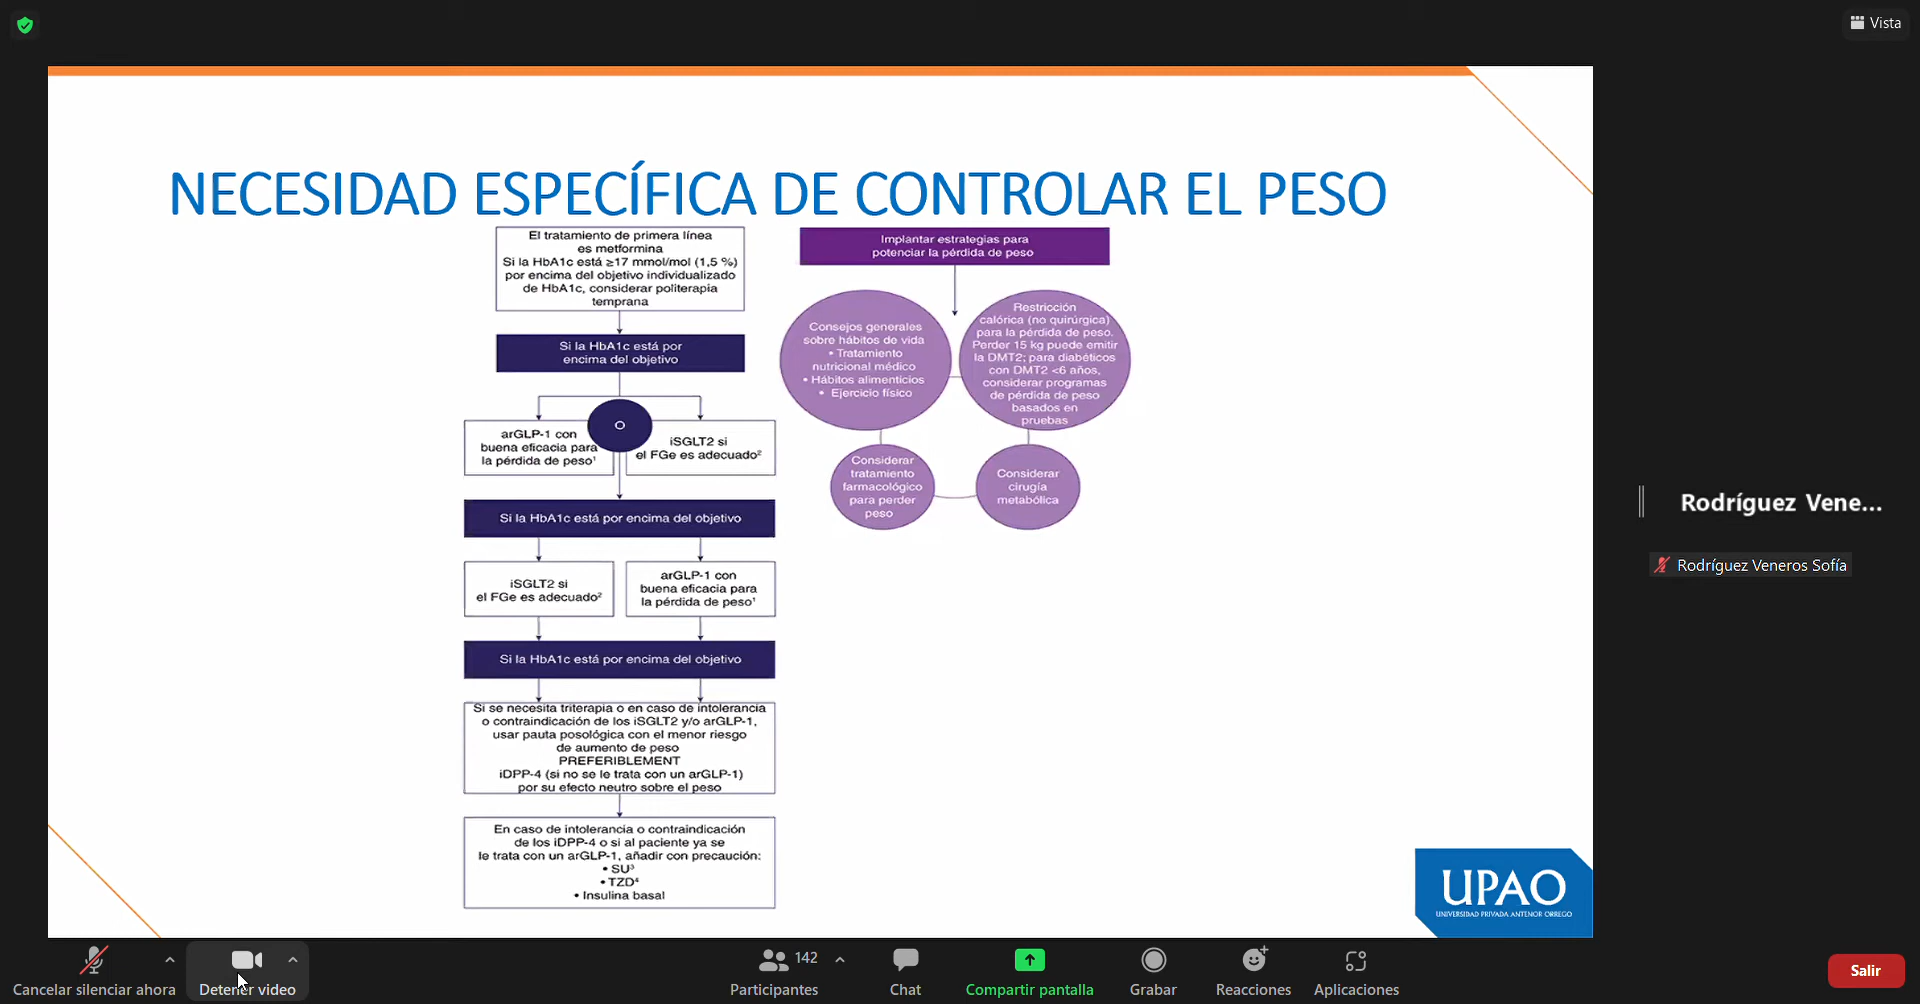 Vista
NECESIDAD ESPECÍFICA DE CONTROLAR EL PESO
El tratamiento de primera línea
es metformina
Si la HbA1c está ≥17 mmol/mol (1,5 %)
por encima del objetivo individualizado
de HbA1c, considerar politerapia
temprana
Si la HbA1c está por
encima del objetivo
O
arGLP-1 con
buena eficacia para
la pérdida de peso¹
iSGLT2 si
el FGe es adecuado²
Si la HbA1c está por encima del objetivo
iSGLT2 si
el FGe es adecuado²
arGLP-1 con
buena eficacia para
la pérdida de peso¹
Si la HbA1c está por encima del objetivo
Si se necesita triterapia o en caso de intolerancia
o contraindicación de los iSGLT2 y/o arGLP-1,
usar pauta posológica con el menor riesgo
de aumento de peso
PREFERIBLEMENT
iDPP-4 (si no se le trata con un arGLP-1)
por su efecto neutro sobre el peso
En caso de intolerancia o contraindicación
de los iDPP-4 o si al paciente ya se
le trata con un arGLP-1, añadir con precaución:
• SU³
• TZD⁴
• Insulina basal
Implantar estrategias para
potenciar la pérdida de peso
Consejos generales
sobre hábitos de vida
• Tratamiento
nutricional médico
• Hábitos alimenticios
• Ejercicio físico
Restricción
calórica (no quirúrgica)
para la pérdida de peso.
Perder 15 kg puede emitir
la DMT2; para diabéticos
con DMT2 <6 años,
considerar programas
de pérdida de peso
basados en
pruebas
Considerar
tratamiento
farmacológico
para perder
peso
Considerar
cirugía
metabólica
UPAO
UNIVERSIDAD PRIVADA ANTENOR ORREGO
Rodríguez Vene...
Rodríguez Veneros Sofía
Cancelar silenciar ahora
Detener video
142
Participantes
Chat
Compartir pantalla
Grabar
Reacciones
Aplicaciones
Salir